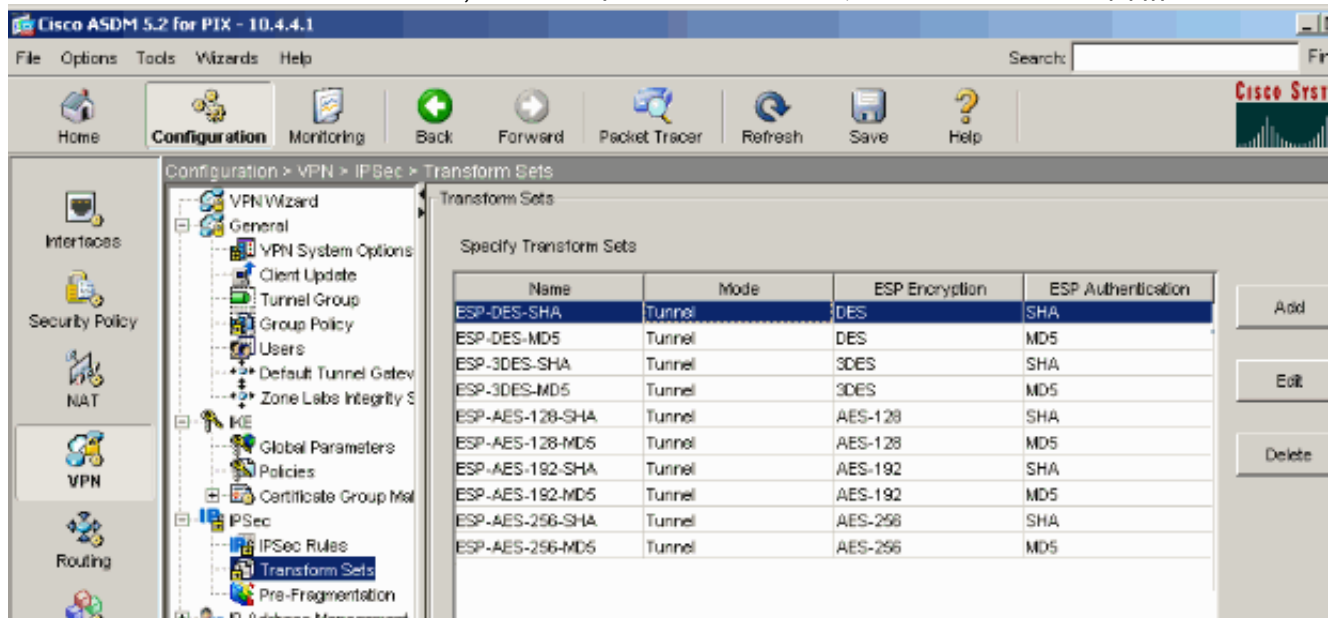 Cisco ASDM 5.2 for PIX - 10.4.4.1
File Options Tools Wizards Help
Search:
Home Configuration Monitoring Back Forward Packet Tracer Refresh Save Help
Cisco Syst
Configuration > VPN > IPSec > Transform Sets
Interfaces
Security Policy
NAT
VPN
Routing
VPN Wizard
General
VPN System Options
Client Update
Tunnel Group
Group Policy
Users
Default Tunnel Gatew
Zone Labs Integrity S
IKE
Global Parameters
Policies
Certificate Group Mat
IPSec
IPSec Rules
Transform Sets
Pre-Fragmentation
Transform Sets
Specify Transform Sets
Name Mode ESP Encryption ESP Authentication
ESP-DES-SHA Tunnel DES SHA
ESP-DES-MD5 Tunnel DES MD5
ESP-3DES-SHA Tunnel 3DES SHA
ESP-3DES-MD5 Tunnel 3DES MD5
ESP-AES-128-SHA Tunnel AES-128 SHA
ESP-AES-128-MD5 Tunnel AES-128 MD5
ESP-AES-192-SHA Tunnel AES-192 SHA
ESP-AES-192-MD5 Tunnel AES-192 MD5
ESP-AES-256-SHA Tunnel AES-256 SHA
ESP-AES-256-MD5 Tunnel AES-256 MD5
Add
Edit
Delete